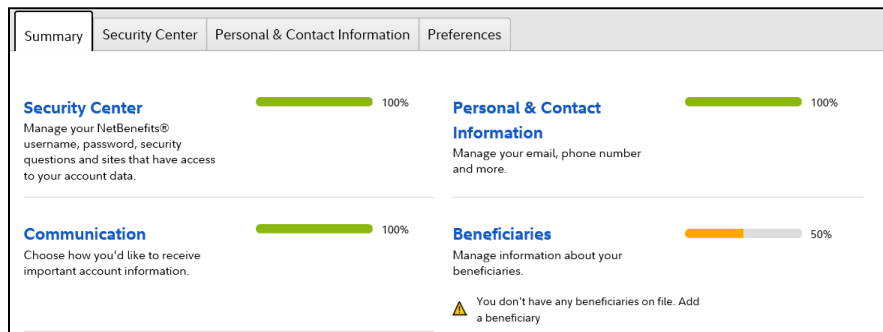 Summary
Security Center
Personal & Contact Information
Preferences
Security Center
100%
Manage your NetBenefits®
username, password, security
questions and sites that have access
to your account data.
Personal & Contact
Information
100%
Manage your email, phone number
and more.
Communication
100%
Choose how you'd like to receive
important account information.
Beneficiaries
50%
Manage information about your
beneficiaries.
You don't have any beneficiaries on file. Add
a beneficiary